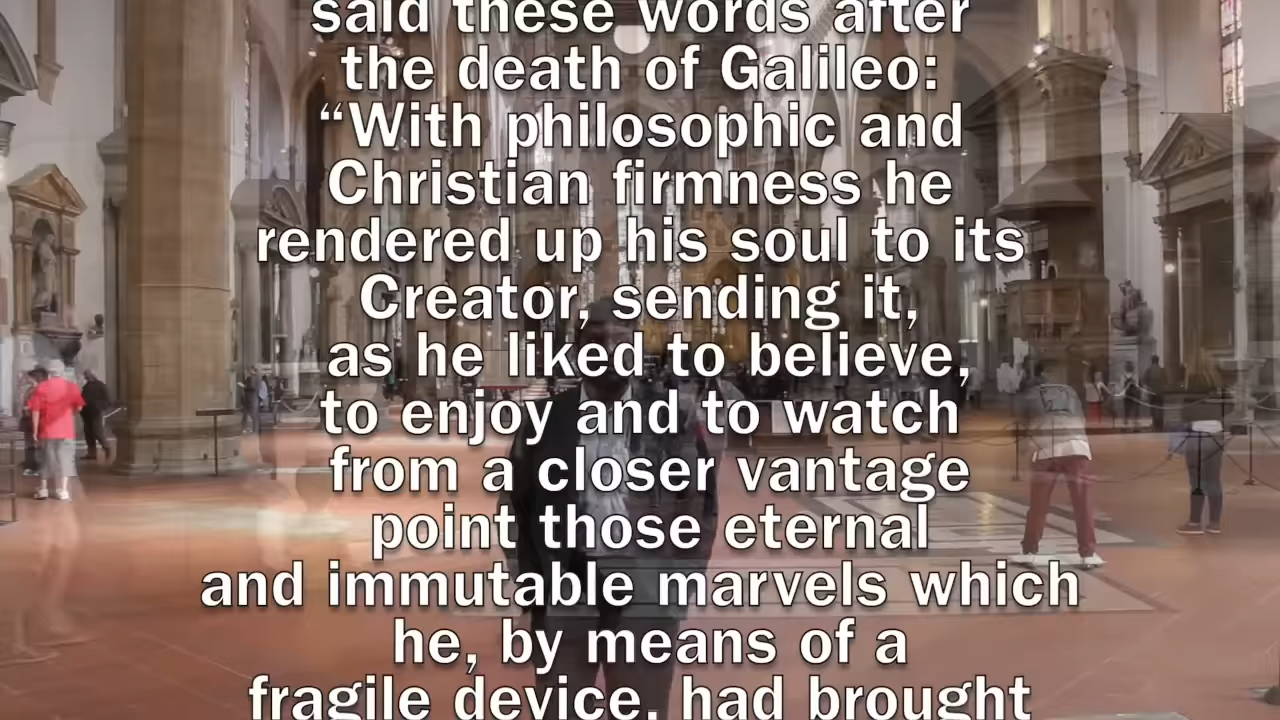 said these words after
the death of Galileo:
“With philosophic and
Christian firmness he
rendered up his soul to its
Creator, sending it,
as he liked to believe,
to enjoy and to watch
from a closer vantage
point those eternal
and immutable marvels which
he, by means of a
fragile device, had brought